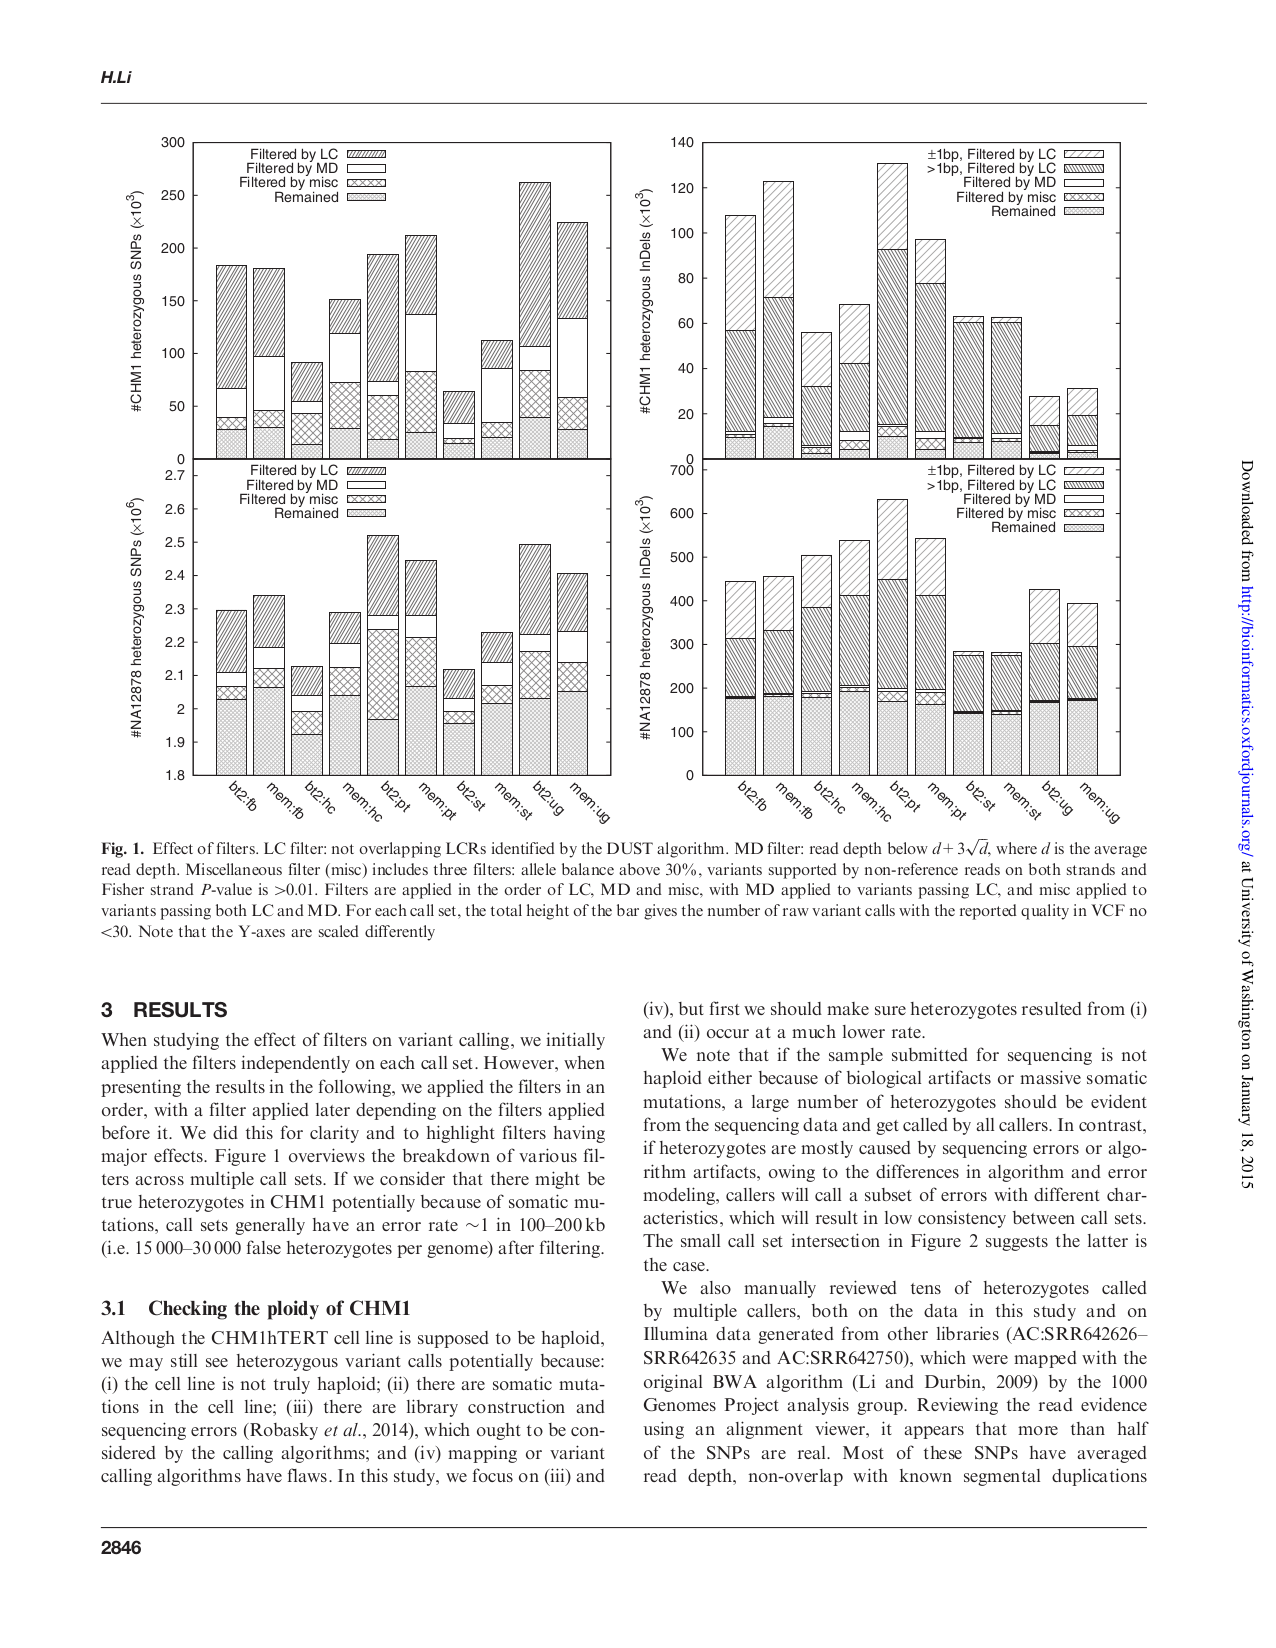 H.Li
300
250
200
150
100
50
0
#CHM1 heterozygous SNPs (×10³)
Filtered by LC
Filtered by MD
Filtered by misc
Remained
140
120
100
80
60
40
20
0
#CHM1 heterozygous InDels (×10³)
±1bp, Filtered by LC
>1bp, Filtered by LC
Filtered by MD
Filtered by misc
Remained
2.7
2.6
2.5
2.4
2.3
2.2
2.1
2
1.9
1.8
#NA12878 heterozygous SNPs (×10⁶)
Filtered by LC
Filtered by MD
Filtered by misc
Remained
bt2:fb
mem:fb
bt2:hc
mem:hc
bt2:pt
mem:pt
bt2:st
mem:st
bt2:ug
mem:ug
700
600
500
400
300
200
100
0
#NA12878 heterozygous InDels (×10³)
±1bp, Filtered by LC
>1bp, Filtered by LC
Filtered by MD
Filtered by misc
Remained
bt2:fb
mem:fb
bt2:hc
mem:hc
bt2:pt
mem:pt
bt2:st
mem:st
bt2:ug
mem:ug
Fig. 1. Effect of filters. LC filter: not overlapping LCRs identified by the DUST algorithm. MD filter: read depth below d+3√d, where d is the average
read depth. Miscellaneous filter (misc) includes three filters: allele balance above 30%, variants supported by non-reference reads on both strands and
Fisher strand P-value is >0.01. Filters are applied in the order of LC, MD and misc, with MD applied to variants passing LC, and misc applied to
variants passing both LC and MD. For each call set, the total height of the bar gives the number of raw variant calls with the reported quality in VCF no
<30. Note that the Y-axes are scaled differently
3 RESULTS
When studying the effect of filters on variant calling, we initially
applied the filters independently on each call set. However, when
presenting the results in the following, we applied the filters in an
order, with a filter applied later depending on the filters applied
before it. We did this for clarity and to highlight filters having
major effects. Figure 1 overviews the breakdown of various fil-
ters across multiple call sets. If we consider that there might be
true heterozygotes in CHM1 potentially because of somatic mu-
tations, call sets generally have an error rate ~1 in 100–200 kb
(i.e. 15 000–30 000 false heterozygotes per genome) after filtering.
3.1 Checking the ploidy of CHM1
Although the CHM1hTERT cell line is supposed to be haploid,
we may still see heterozygous variant calls potentially because:
(i) the cell line is not truly haploid; (ii) there are somatic muta-
tions in the cell line; (iii) there are library construction and
sequencing errors (Robasky et al., 2014), which ought to be con-
sidered by the calling algorithms; and (iv) mapping or variant
calling algorithms have flaws. In this study, we focus on (iii) and
(iv), but first we should make sure heterozygotes resulted from (i)
and (ii) occur at a much lower rate.
We note that if the sample submitted for sequencing is not
haploid either because of biological artifacts or massive somatic
mutations, a large number of heterozygotes should be evident
from the sequencing data and get called by all callers. In contrast,
if heterozygotes are mostly caused by sequencing errors or algo-
rithm artifacts, owing to the differences in algorithm and error
modeling, callers will call a subset of errors with different char-
acteristics, which will result in low consistency between call sets.
The small call set intersection in Figure 2 suggests the latter is
the case.
We also manually reviewed tens of heterozygotes called
by multiple callers, both on the data in this study and on
Illumina data generated from other libraries (AC:SRR642626–
SRR642635 and AC:SRR642750), which were mapped with the
original BWA algorithm (Li and Durbin, 2009) by the 1000
Genomes Project analysis group. Reviewing the read evidence
using an alignment viewer, it appears that more than half
of the SNPs are real. Most of these SNPs have averaged
read depth, non-overlap with known segmental duplications
2846
Downloaded from http://bioinformatics.oxfordjournals.org/ at University of Washington on January 18, 2015